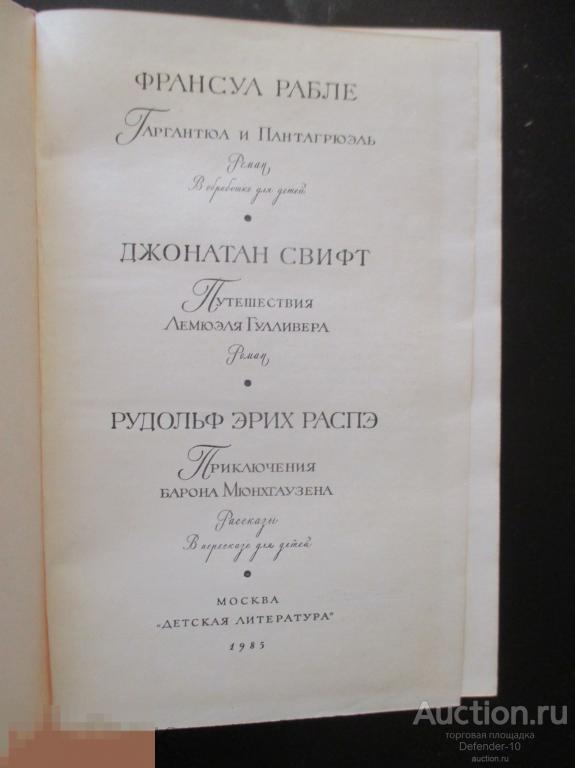 ФРАНСУА РАБЛЕ
Гаргантюа и Пантагрюэль
Роман
В обработке для детей
ДЖОНАТАН СВИФТ
Путешествия
Лемюэля Гулливера
Роман
РУДОЛЬФ ЭРИХ РАСПЭ
Приключения
барона Мюнхгаузена
Рассказы
В пересказе для детей
МОСКВА
"ДЕТСКАЯ ЛИТЕРАТУРА"
1985
Auction.ru
торговая площадка
Defender-10
auction.ru